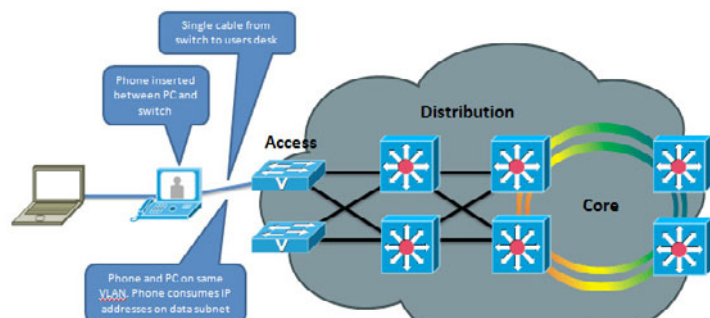 Single cable from
switch to users desk
Phone inserted
between PC and
switch
Distribution
Access
V
V
Core
Phone and PC on same
VLAN. Phone consumes IP
addresses on data subnet